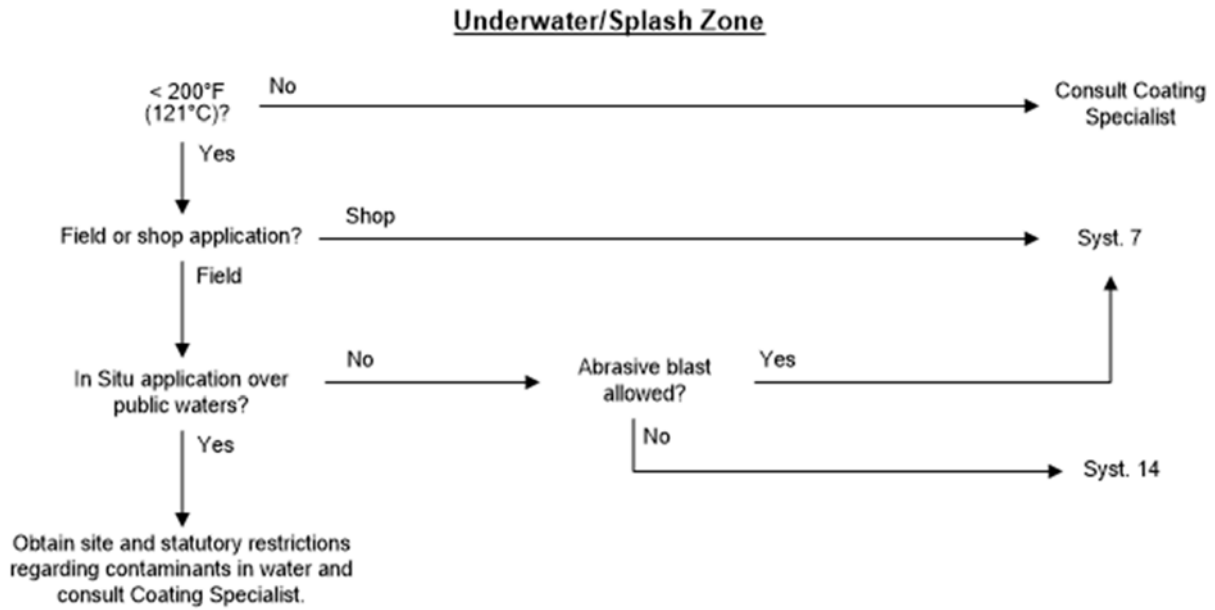 Underwater/Splash Zone
< 200°F
(121°C)?
No
Consult Coating
Specialist
Yes
Field or shop application?
Shop
Syst. 7
Field
In Situ application over
public waters?
No
Abrasive blast
allowed?
Yes
Yes
No
Syst. 14
Obtain site and statutory restrictions
regarding contaminants in water and
consult Coating Specialist.